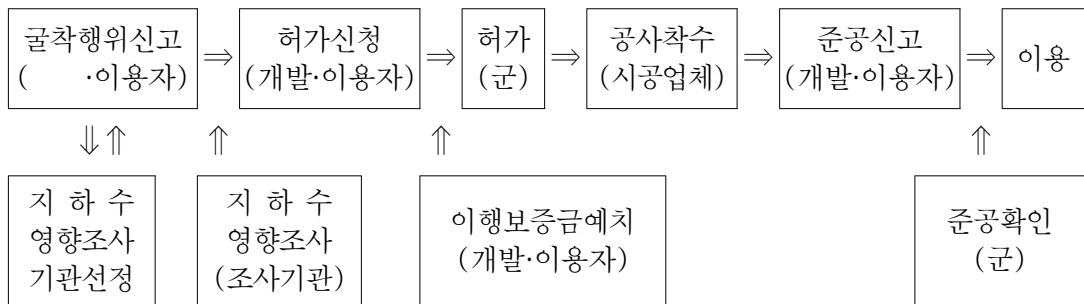 굴착행위신고 ⇒ 허가신청 ⇒ 허가 ⇒ 공사착수 ⇒ 준공신고 ⇒ 이용
( ·이용자) (개발·이용자) (군) (시공업체) (개발·이용자)
⇓⇑ ⇑ ⇑ ⇑
지 하 수 지 하 수 이행보증금예치 준공확인
영향조사 영향조사 (개발·이용자) (군)
기관선정 (조사기관)